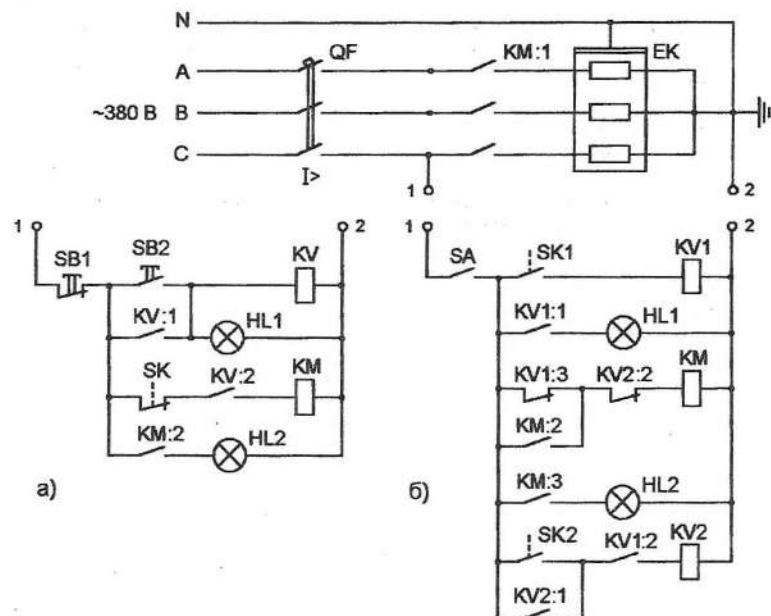 N
A QF KM:1 EK
~380 В B
C
I>
1 2
1 2 1 2
SB1 SB2 KV SA SK1 KV1
KV:1 HL1 KV1:1 HL1
SK KV:2 KM KV1:3 KV2:2 KM
KM:2 HL2 KM:2
а) б) KM:3 HL2
SK2 KV1:2 KV2
KV2:1